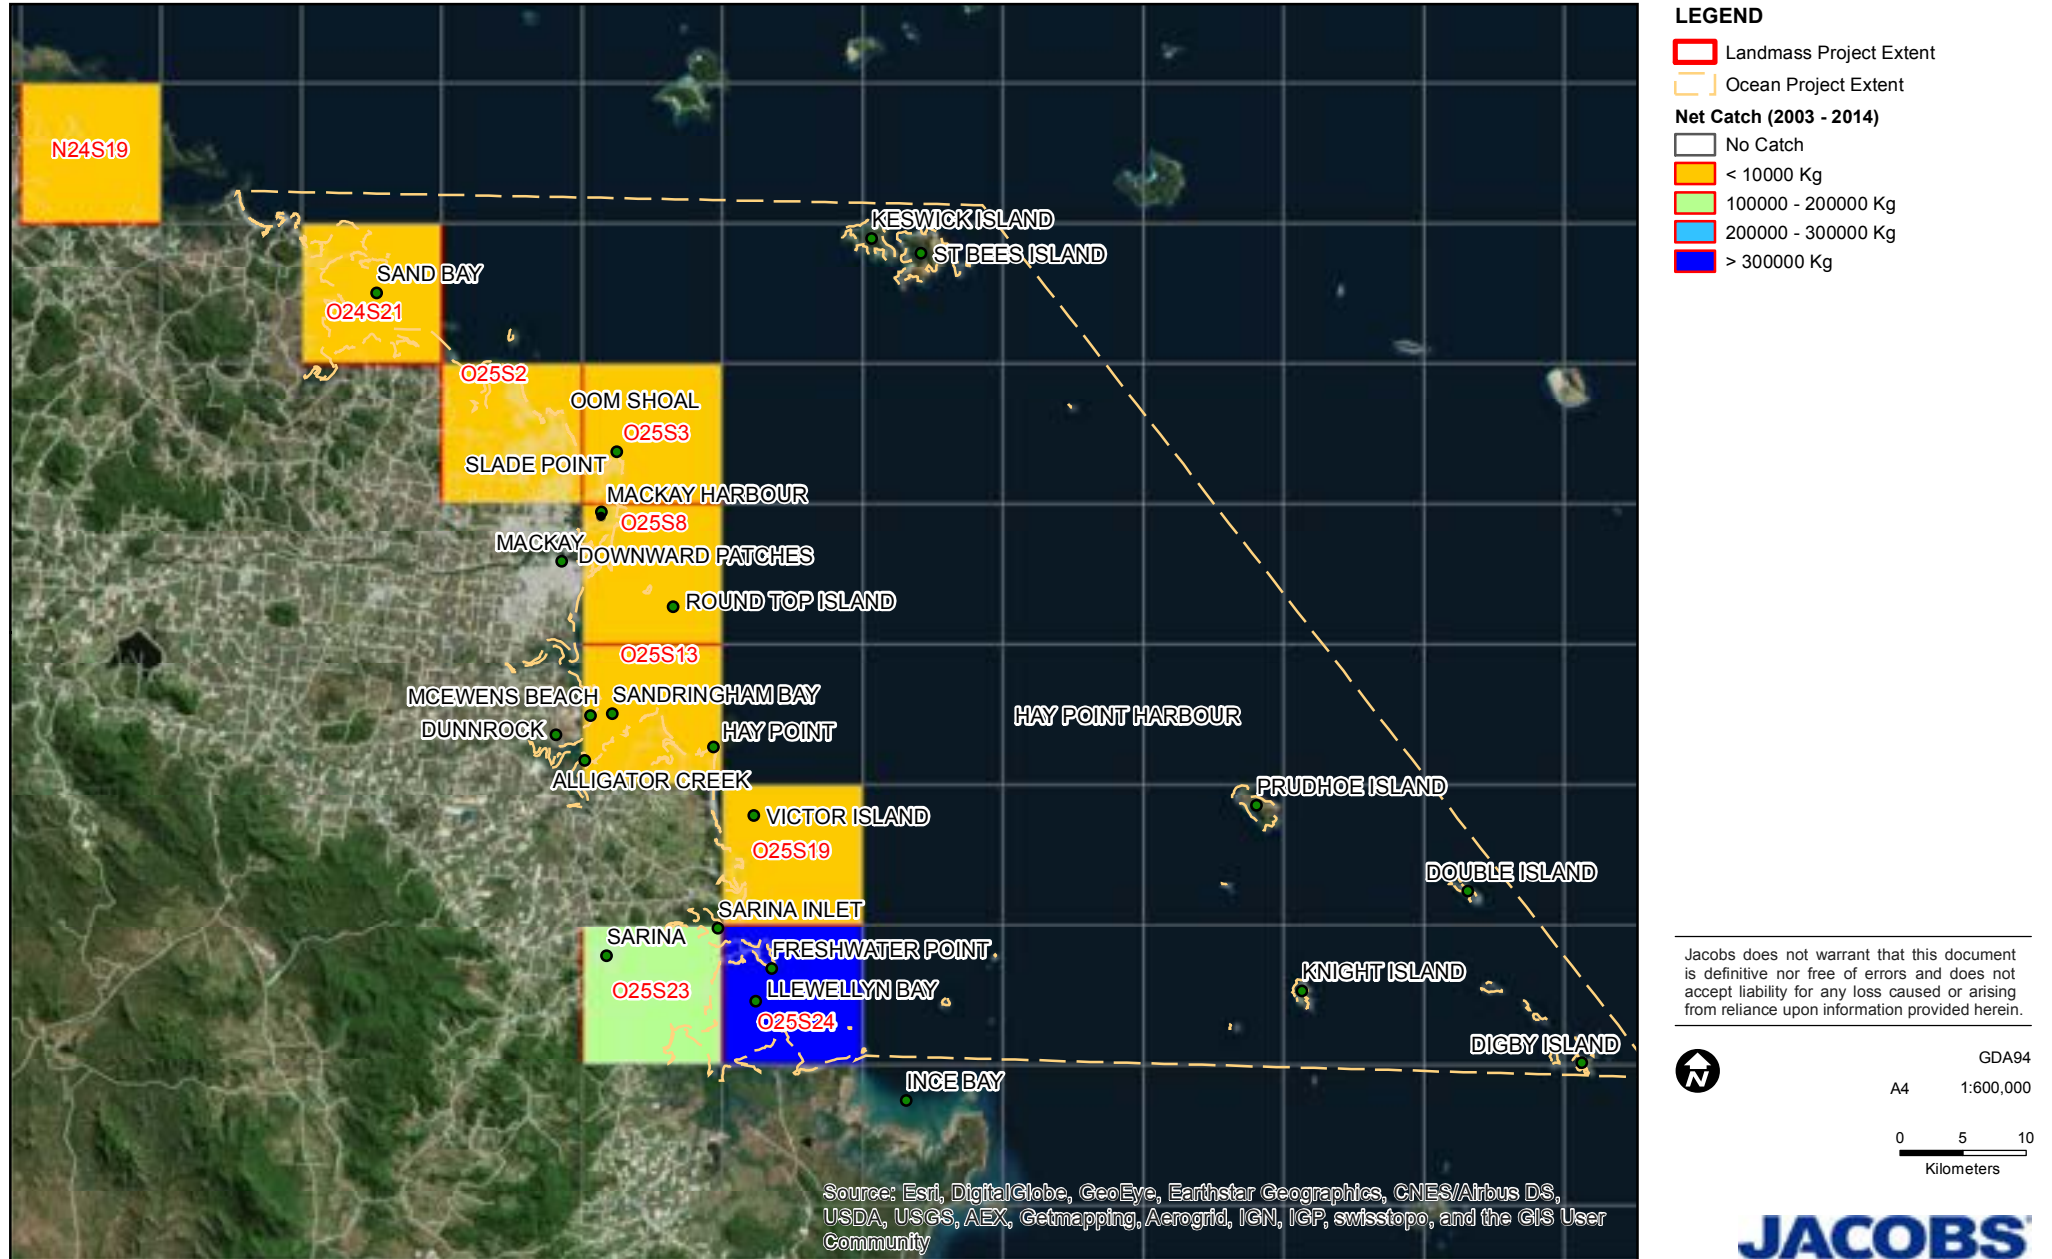 N24S19
KESWICK ISLAND
ST BEES ISLAND
SAND BAY
O24S21
O25S2
OOM SHOAL
O25S3
SLADE POINT
MACKAY HARBOUR
O25S8
MACKAY
DOWNWARD PATCHES
ROUND TOP ISLAND
O25S13
MCEWENS BEACH
SANDRINGHAM BAY
DUNNROCK
HAY POINT
HAY POINT HARBOUR
ALLIGATOR CREEK
PRUDHOE ISLAND
VICTOR ISLAND
O25S19
DOUBLE ISLAND
SARINA INLET
SARINA
FRESHWATER POINT
KNIGHT ISLAND
O25S23
LLEWELLYN BAY
O25S24
DIGBY ISLAND
INCE BAY
Source: Esri, DigitalGlobe, GeoEye, Earthstar Geographics, CNES/Airbus DS,
USDA, USGS, AEX, Getmapping, Aerogrid, IGN, IGP, swisstopo, and the GIS User
Community
LEGEND
Landmass Project Extent
Ocean Project Extent
Net Catch (2003 - 2014)
No Catch
< 10000 Kg
100000 - 200000 Kg
200000 - 300000 Kg
> 300000 Kg
Jacobs does not warrant that this document
is definitive nor free of errors and does not
accept liability for any loss caused or arising
from reliance upon information provided herein.
N
GDA94
A4 1:600,000
0 5 10
Kilometers
JACOBS